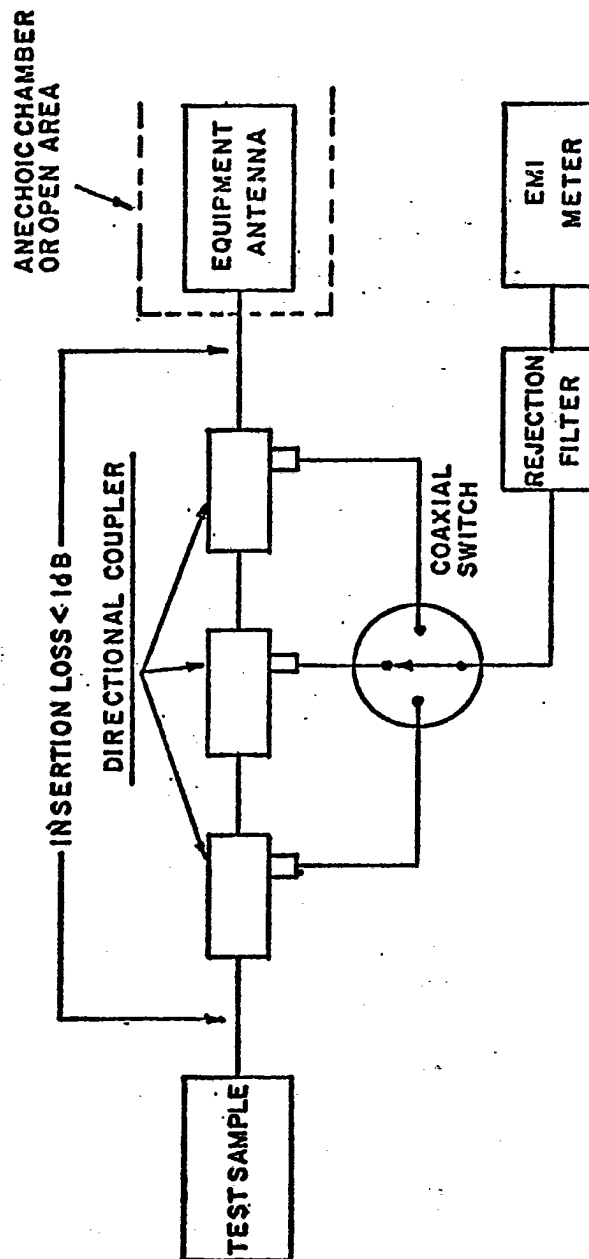 ANECHOIC CHAMBER
OR OPEN AREA
INSERTION LOSS < 1dB
DIRECTIONAL COUPLER
EQUIPMENT
ANTENNA
TEST SAMPLE
COAXIAL
SWITCH
REJECTION
FILTER
EMI
METER